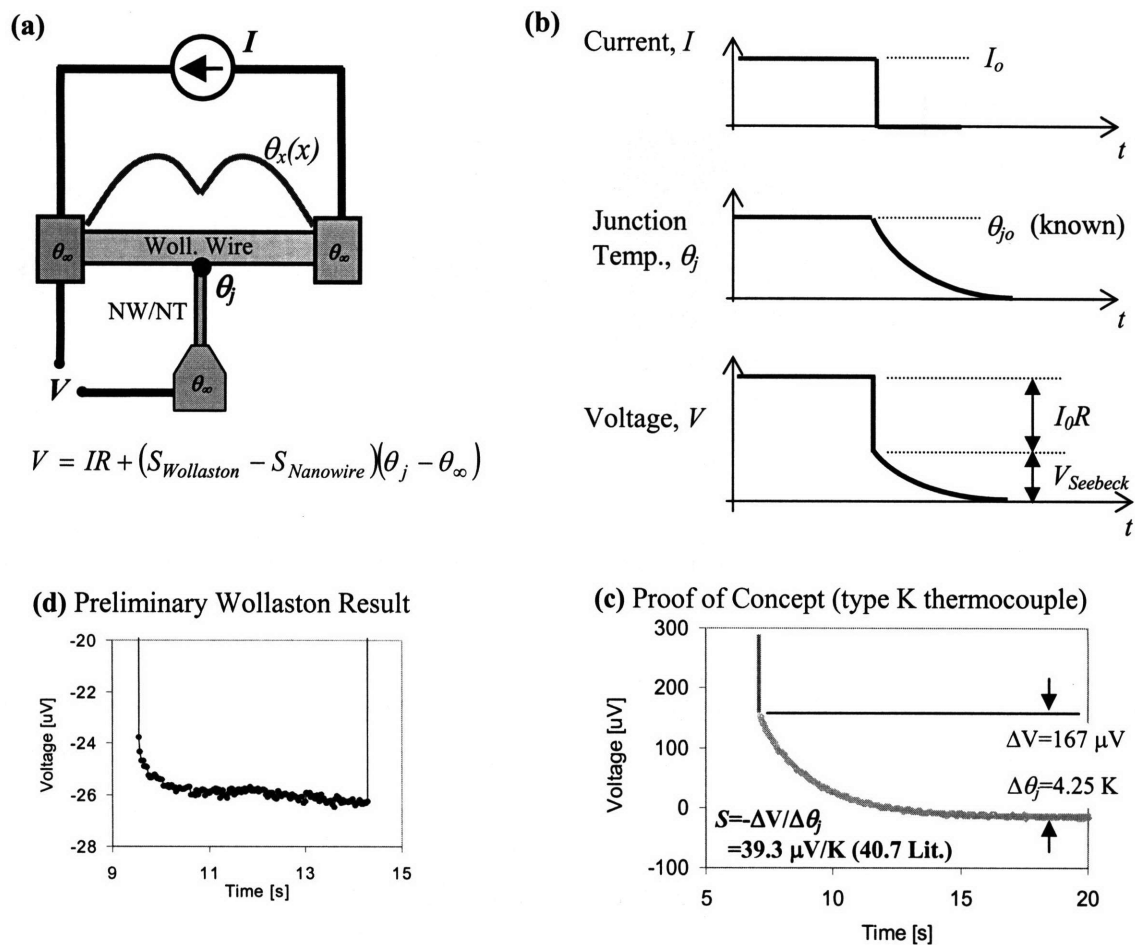 (a)
I
θx(x)
θ∞
Woll. Wire
θ∞
θj
NW/NT
θ∞
V
V = IR + (S_Wollaston − S_Nanowire)(θj − θ∞)
(b)
Current, I
Io
t
Junction
Temp., θj
θjo (known)
t
Voltage, V
I0R
VSeebeck
t
(d) Preliminary Wollaston Result
Voltage [uV]
-20
-22
-24
-26
-28
9 11 13 15
Time [s]
(c) Proof of Concept (type K thermocouple)
Voltage [uV]
300
200
100
0
-100
ΔV=167 μV
Δθj=4.25 K
S=-ΔV/Δθj
=39.3 μV/K (40.7 Lit.)
5 10 15 20
Time [s]